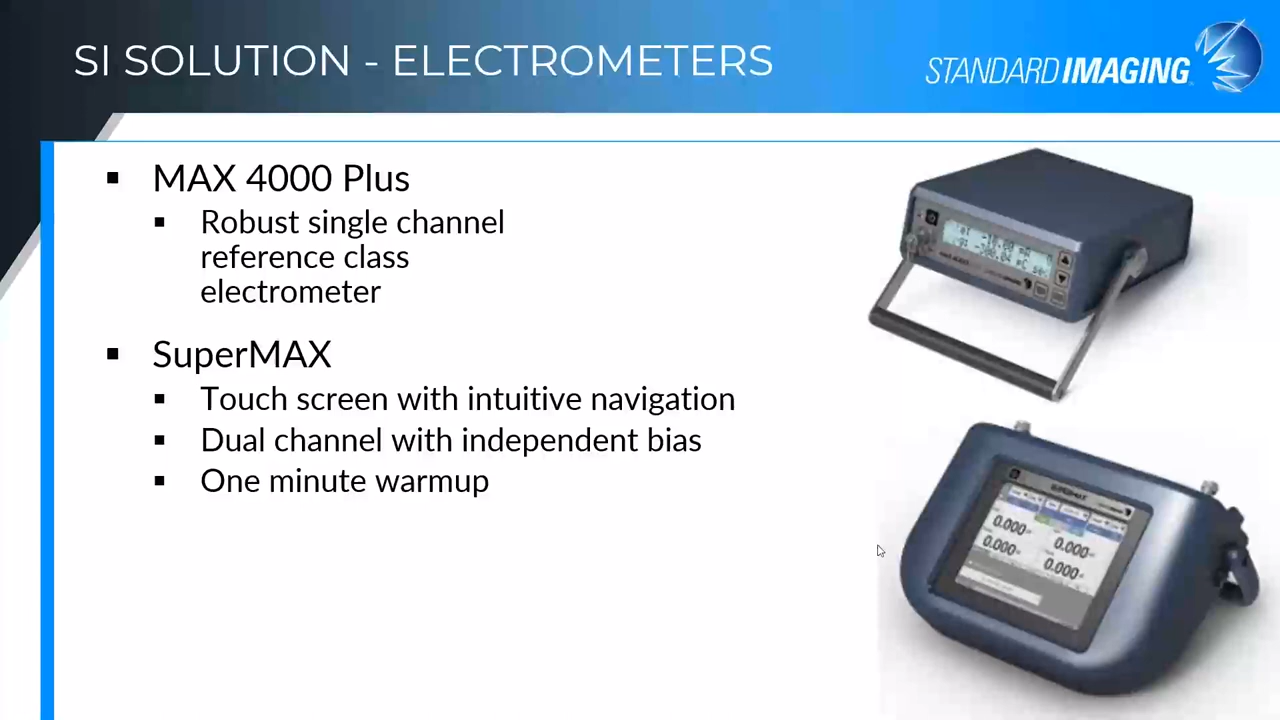 SI SOLUTION - ELECTROMETERS
STANDARD IMAGING
▪ MAX 4000 Plus
▪ Robust single channel
reference class
electrometer
▪ SuperMAX
▪ Touch screen with intuitive navigation
▪ Dual channel with independent bias
▪ One minute warmup
SUPERMAX
0.000
0.000
0.000
0.000